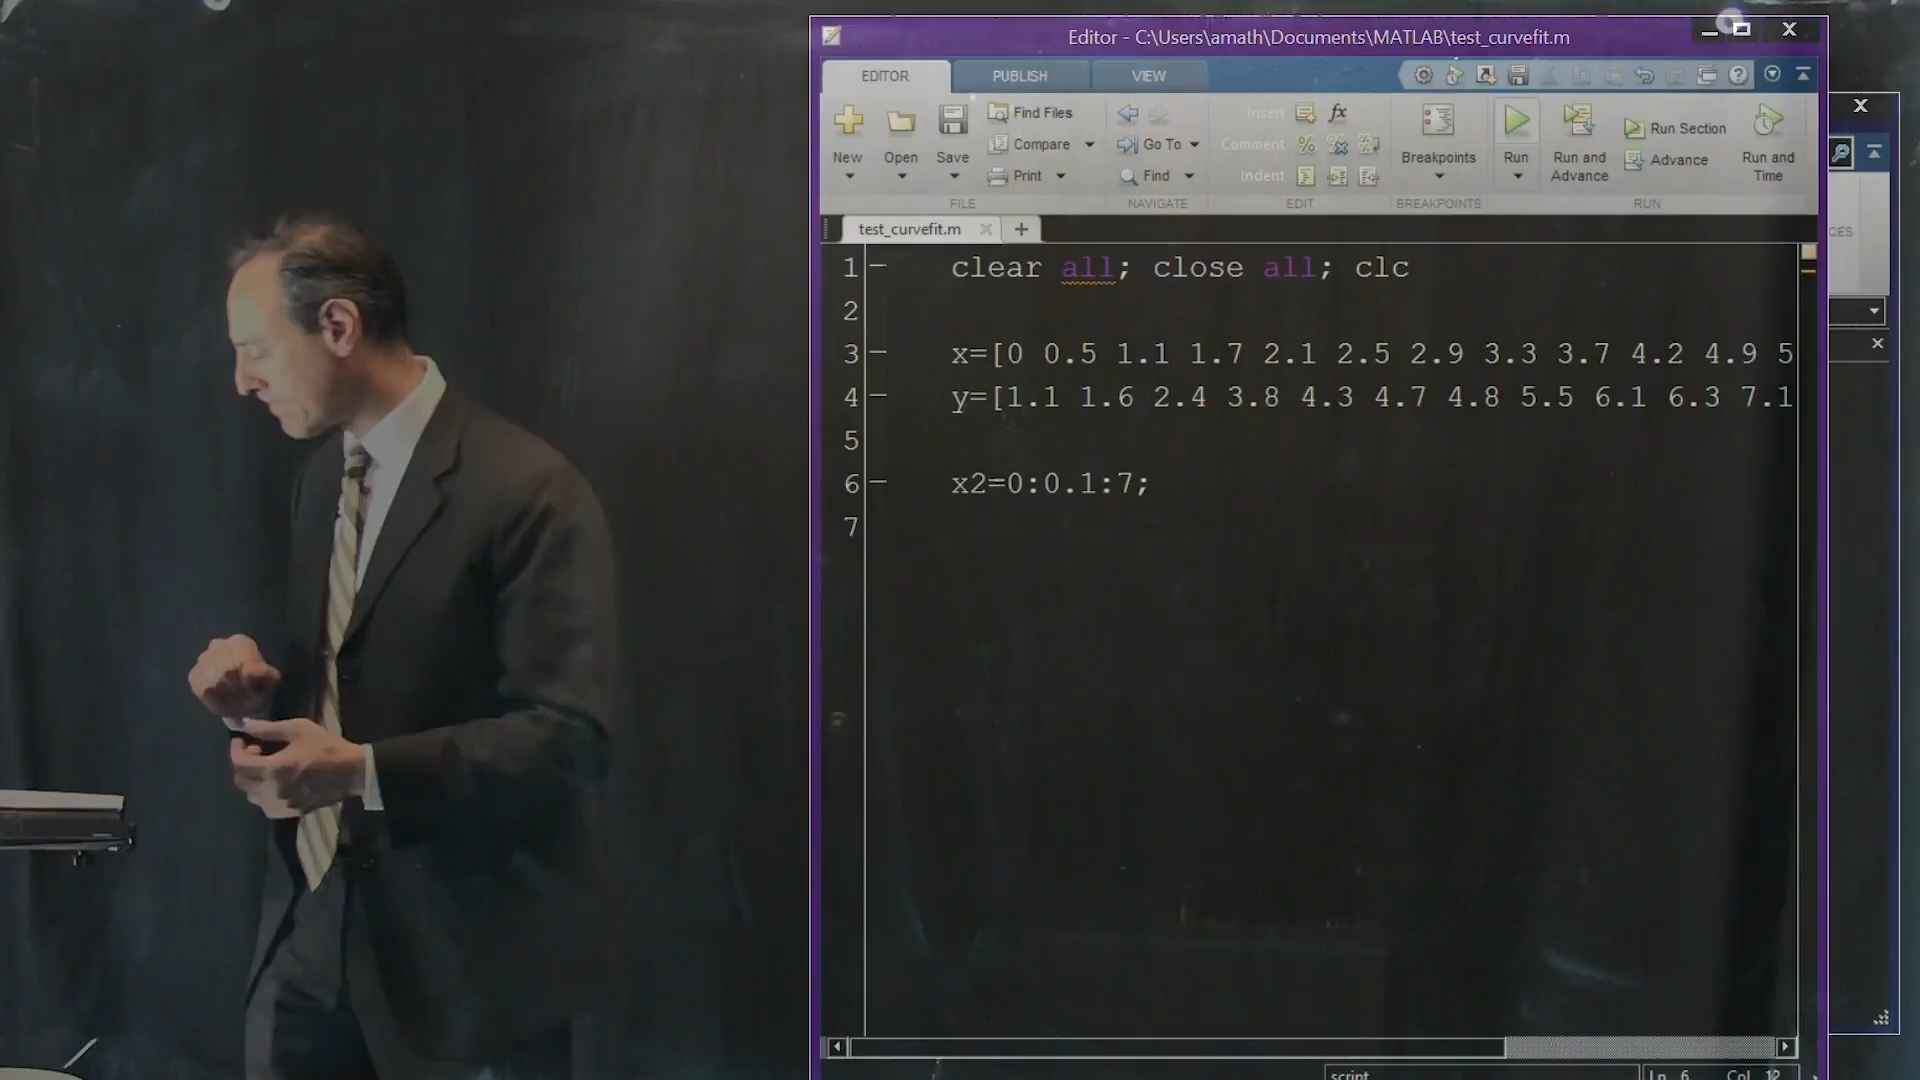 Editor - C:\Users\amath\Documents\MATLAB\test_curvefit.m
EDITOR PUBLISH VIEW
New Open Save Find Files Compare Print Go To Find Insert Comment Indent fx Breakpoints Run Run and Advance Run Section Advance Run and Time
FILE NAVIGATE EDIT BREAKPOINTS RUN
test_curvefit.m
1 clear all; close all; clc
2
3 x=[0 0.5 1.1 1.7 2.1 2.5 2.9 3.3 3.7 4.2 4.9 5
4 y=[1.1 1.6 2.4 3.8 4.3 4.7 4.8 5.5 6.1 6.3 7.1
5
6 x2=0:0.1:7;
7
script Ln 6 Col 12